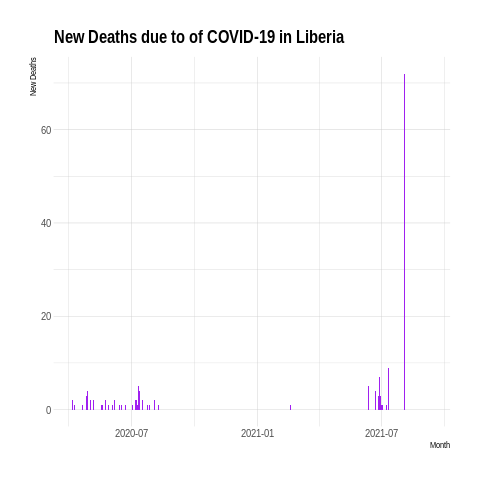 New Deaths due to of COVID-19 in Liberia
New Deaths
60
40
20
0
2020-07
2021-01
2021-07
Month